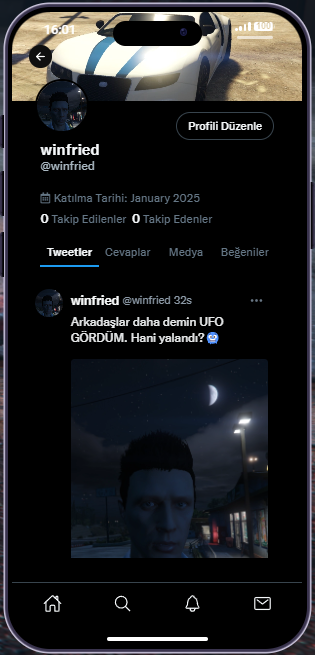 16:01
100
Profili Düzenle
winfried
@winfried
Katılma Tarihi: January 2025
0 Takip Edilenler 0 Takip Edenler
Tweetler Cevaplar Medya Beğeniler
winfried @winfried 32s
Arkadaşlar daha demin UFO
GÖRDÜM. Hani yalandı?